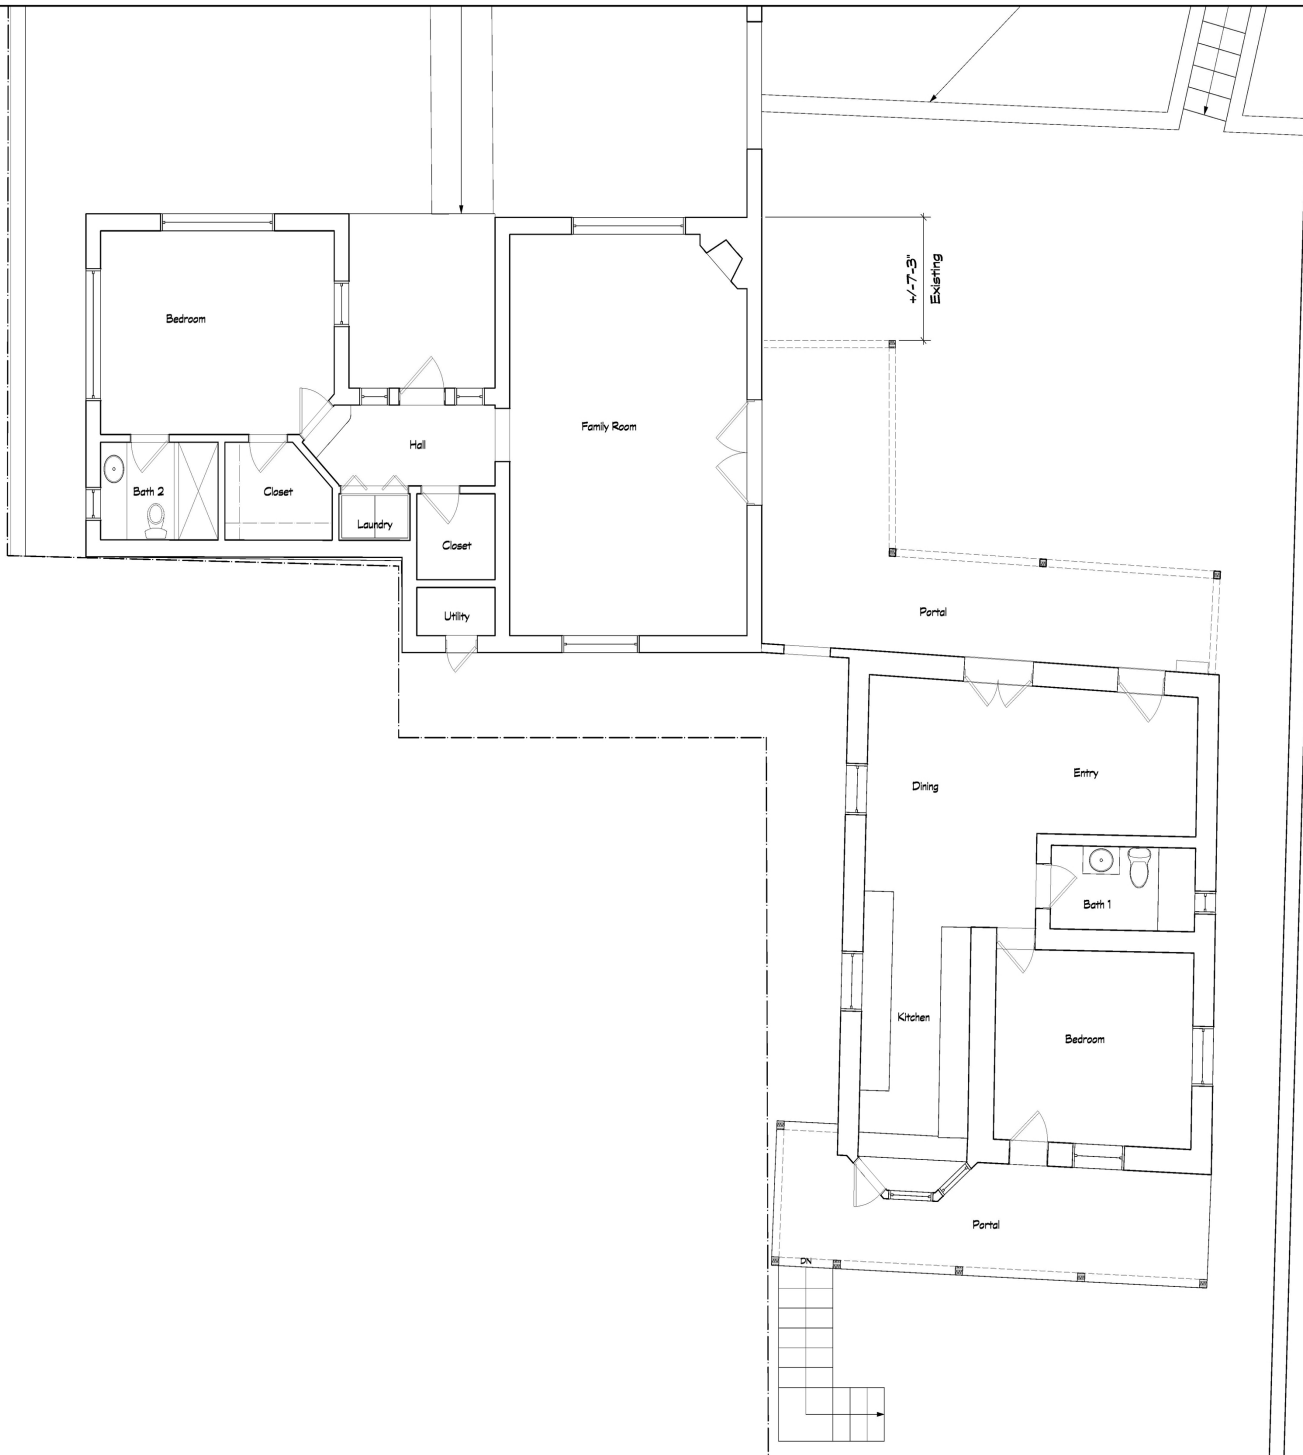 +/-7'-3"
Existing
Bedroom
Family Room
Hall
Bath 2
Closet
Laundry
Closet
Utility
Portal
Entry
Dining
Bath 1
Kitchen
Bedroom
Portal
DN